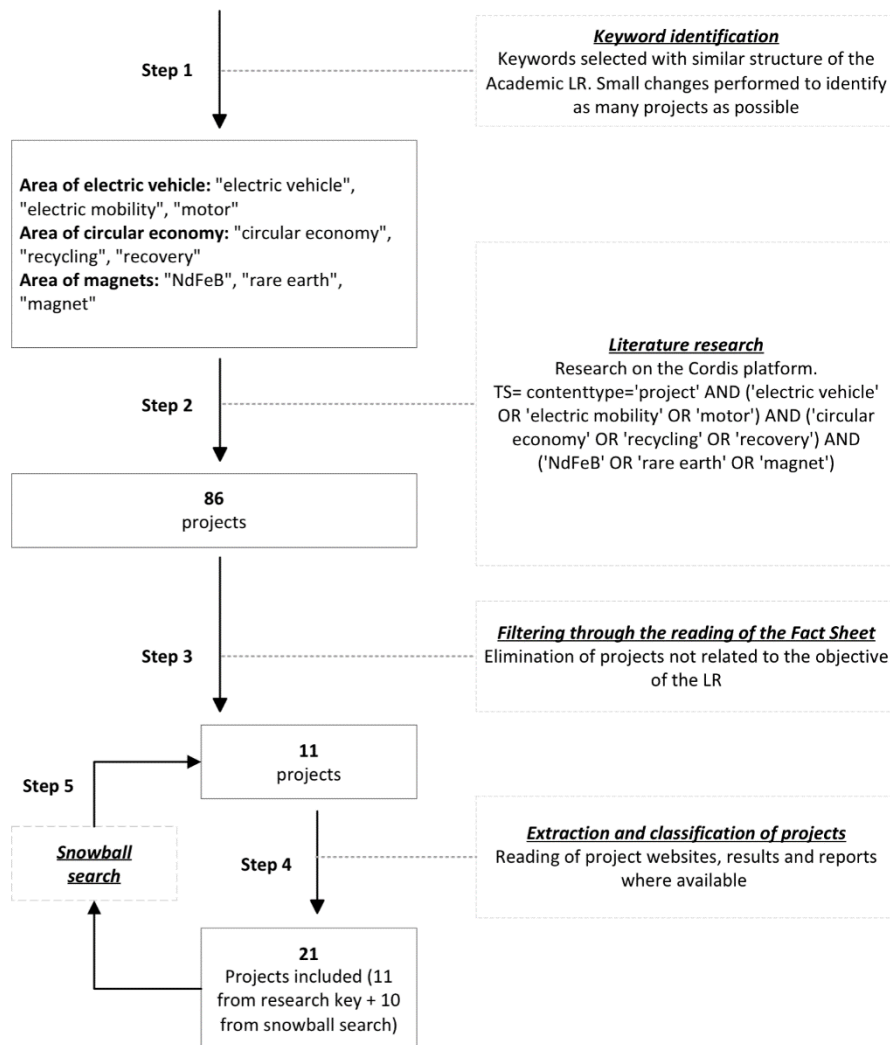 Step 1
Keyword identification
Keywords selected with similar structure of the
Academic LR. Small changes performed to identify
as many projects as possible
Area of electric vehicle: "electric vehicle",
"electric mobility", "motor"
Area of circular economy: "circular economy",
"recycling", "recovery"
Area of magnets: "NdFeB", "rare earth",
"magnet"
Step 2
Literature research
Research on the Cordis platform.
TS= contenttype='project' AND ('electric vehicle'
OR 'electric mobility' OR 'motor') AND ('circular
economy' OR 'recycling' OR 'recovery') AND
('NdFeB' OR 'rare earth' OR 'magnet')
86
projects
Step 3
Filtering through the reading of the Fact Sheet
Elimination of projects not related to the objective
of the LR
11
projects
Step 5
Snowball
search
Step 4
Extraction and classification of projects
Reading of project websites, results and reports
where available
21
Projects included (11
from research key + 10
from snowball search)